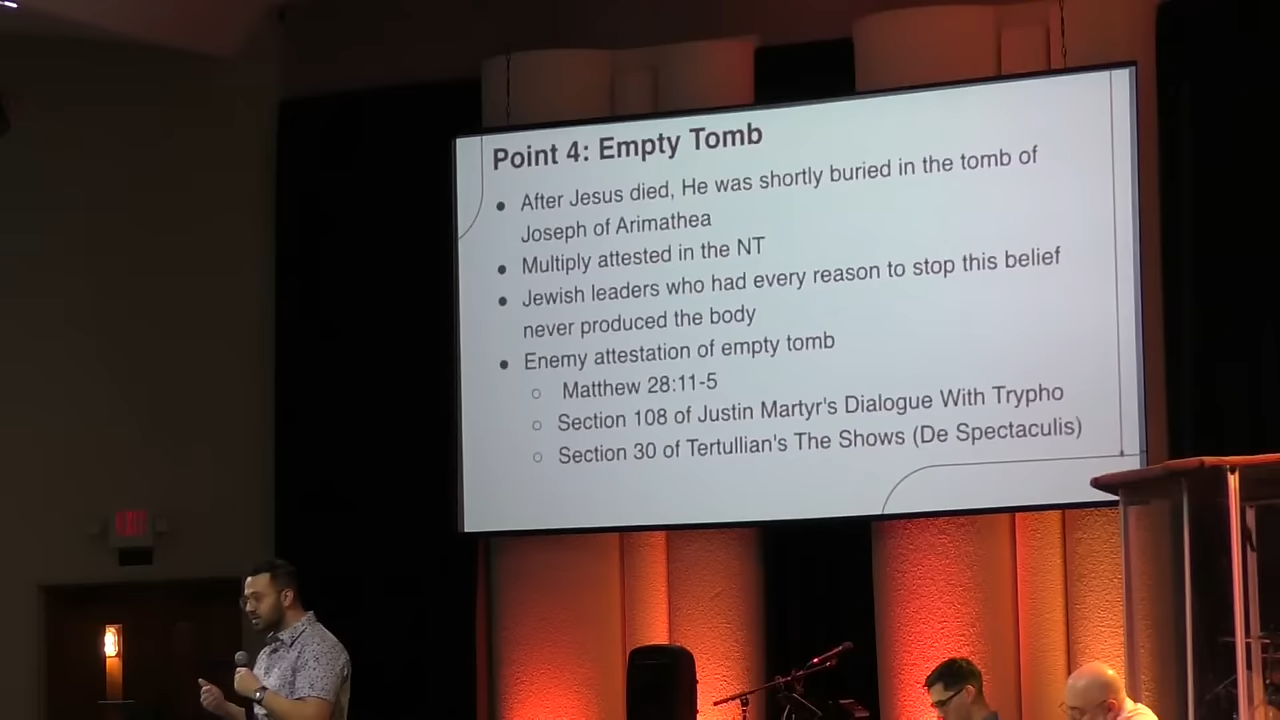 Point 4: Empty Tomb
● After Jesus died, He was shortly buried in the tomb of
Joseph of Arimathea
● Multiply attested in the NT
● Jewish leaders who had every reason to stop this belief
never produced the body
● Enemy attestation of empty tomb
○ Matthew 28:11-5
○ Section 108 of Justin Martyr's Dialogue With Trypho
○ Section 30 of Tertullian's The Shows (De Spectaculis)
EXIT